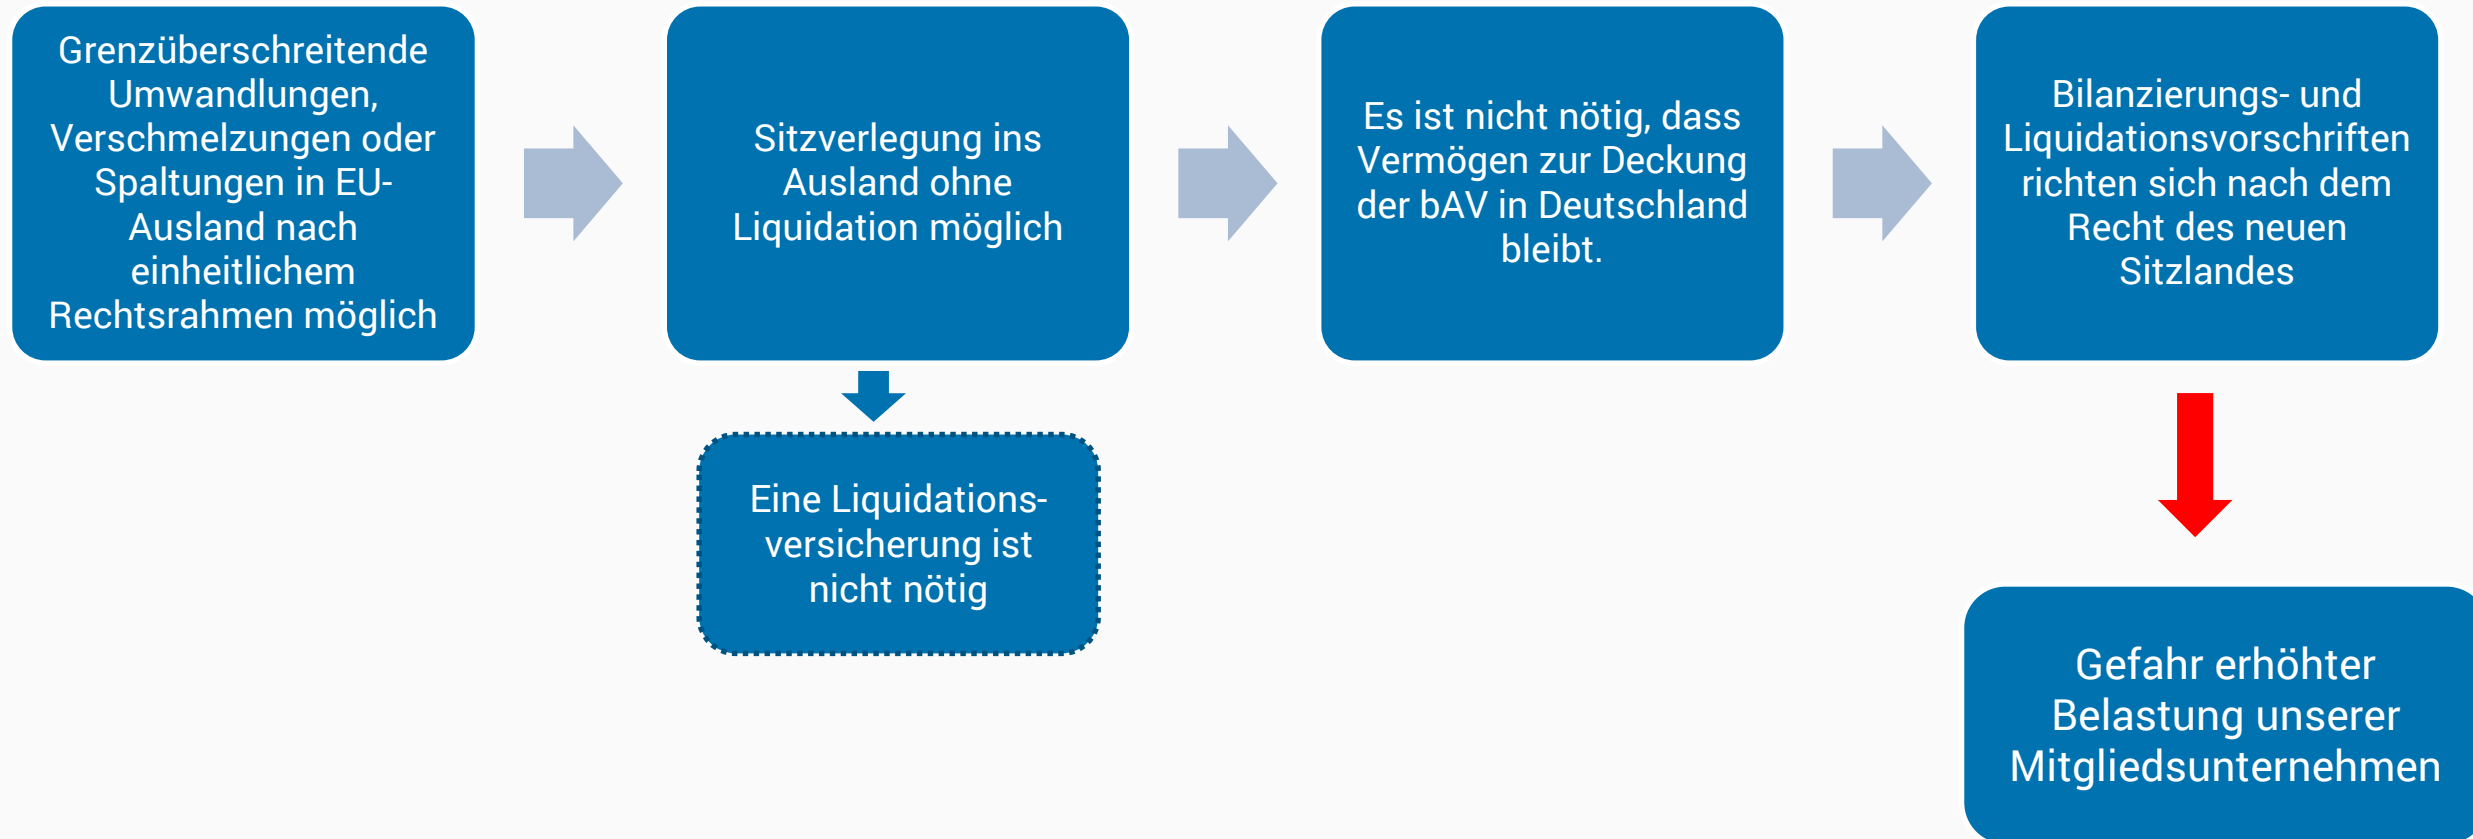 Grenzüberschreitende
Umwandlungen,
Verschmelzungen oder
Spaltungen in EU-
Ausland nach
einheitlichem
Rechtsrahmen möglich
Sitzverlegung ins
Ausland ohne
Liquidation möglich
Es ist nicht nötig, dass
Vermögen zur Deckung
der bAV in Deutschland
bleibt.
Bilanzierungs- und
Liquidationsvorschriften
richten sich nach dem
Recht des neuen
Sitzlandes
Eine Liquidations-
versicherung ist
nicht nötig
Gefahr erhöhter
Belastung unserer
Mitgliedsunternehmen